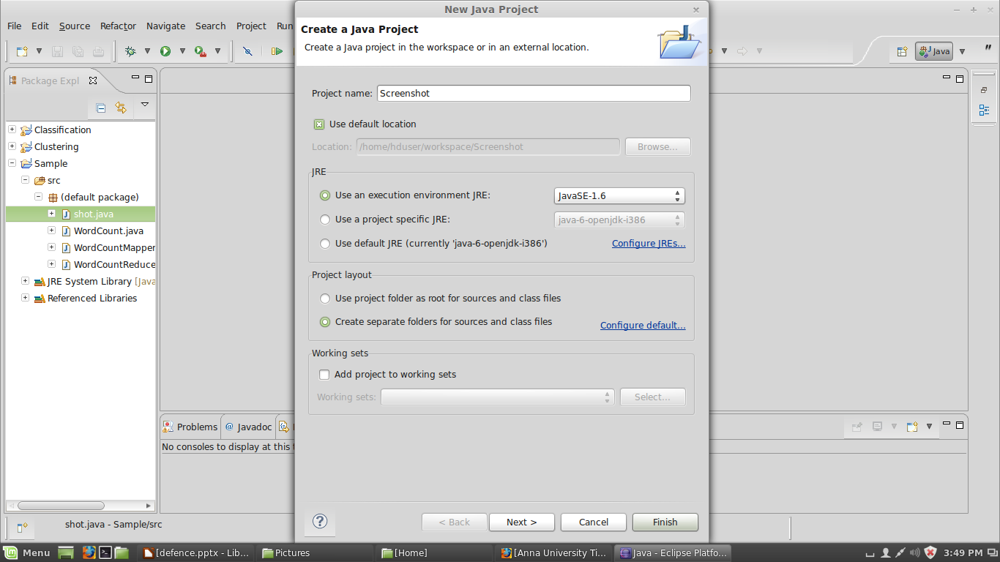 New Java Project
File Edit Source Refactor Navigate Search Project Run
Create a Java Project
Create a Java project in the workspace or in an external location.
Java
"
Package Expl
Project name: Screenshot
Use default location
Location: /home/hduser/workspace/Screenshot Browse...
Classification
Clustering
Sample
src
(default package)
shot.java
WordCount.java
WordCountMapper
WordCountReduce
JRE System Library [Java
Referenced Libraries
JRE
Use an execution environment JRE: JavaSE-1.6
Use a project specific JRE: java-6-openjdk-i386
Use default JRE (currently 'java-6-openjdk-i386') Configure JREs...
Project layout
Use project folder as root for sources and class files
Create separate folders for sources and class files
Configure default...
Working sets
Add project to working sets
Working sets: Select...
Problems @ Javadoc
No consoles to display at this t
shot.java - Sample/src
? < Back Next > Cancel Finish
Menu [defence.pptx - Lib... Pictures [Home] [Anna University Ti... Java - Eclipse Platfo... 3:49 PM